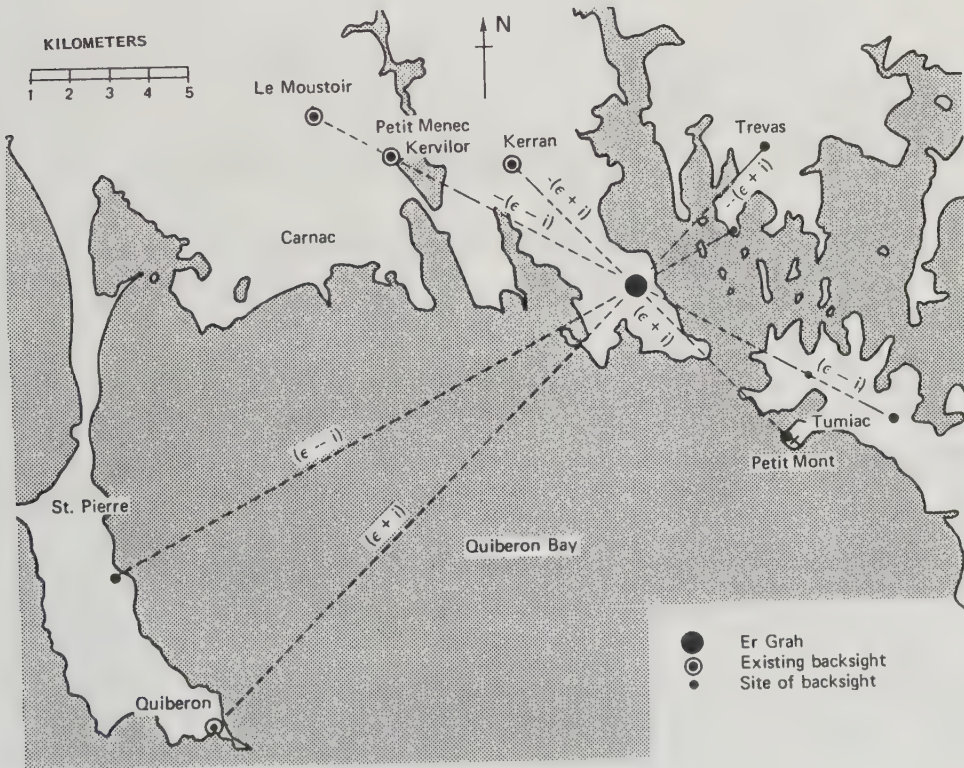 KILOMETERS
1 2 3 4 5
N
Le Moustoir
Petit Menec
Kervilor
Kerran
Trevas
-(ϵ + i)
-(ϵ - i)
-(ϵ + i)
Carnac
(ϵ + i)
(ϵ - i)
Tumiac
Petit Mont
(ϵ - i)
St. Pierre
(ϵ + i)
Quiberon Bay
Quiberon
Er Grah
Existing backsight
Site of backsight